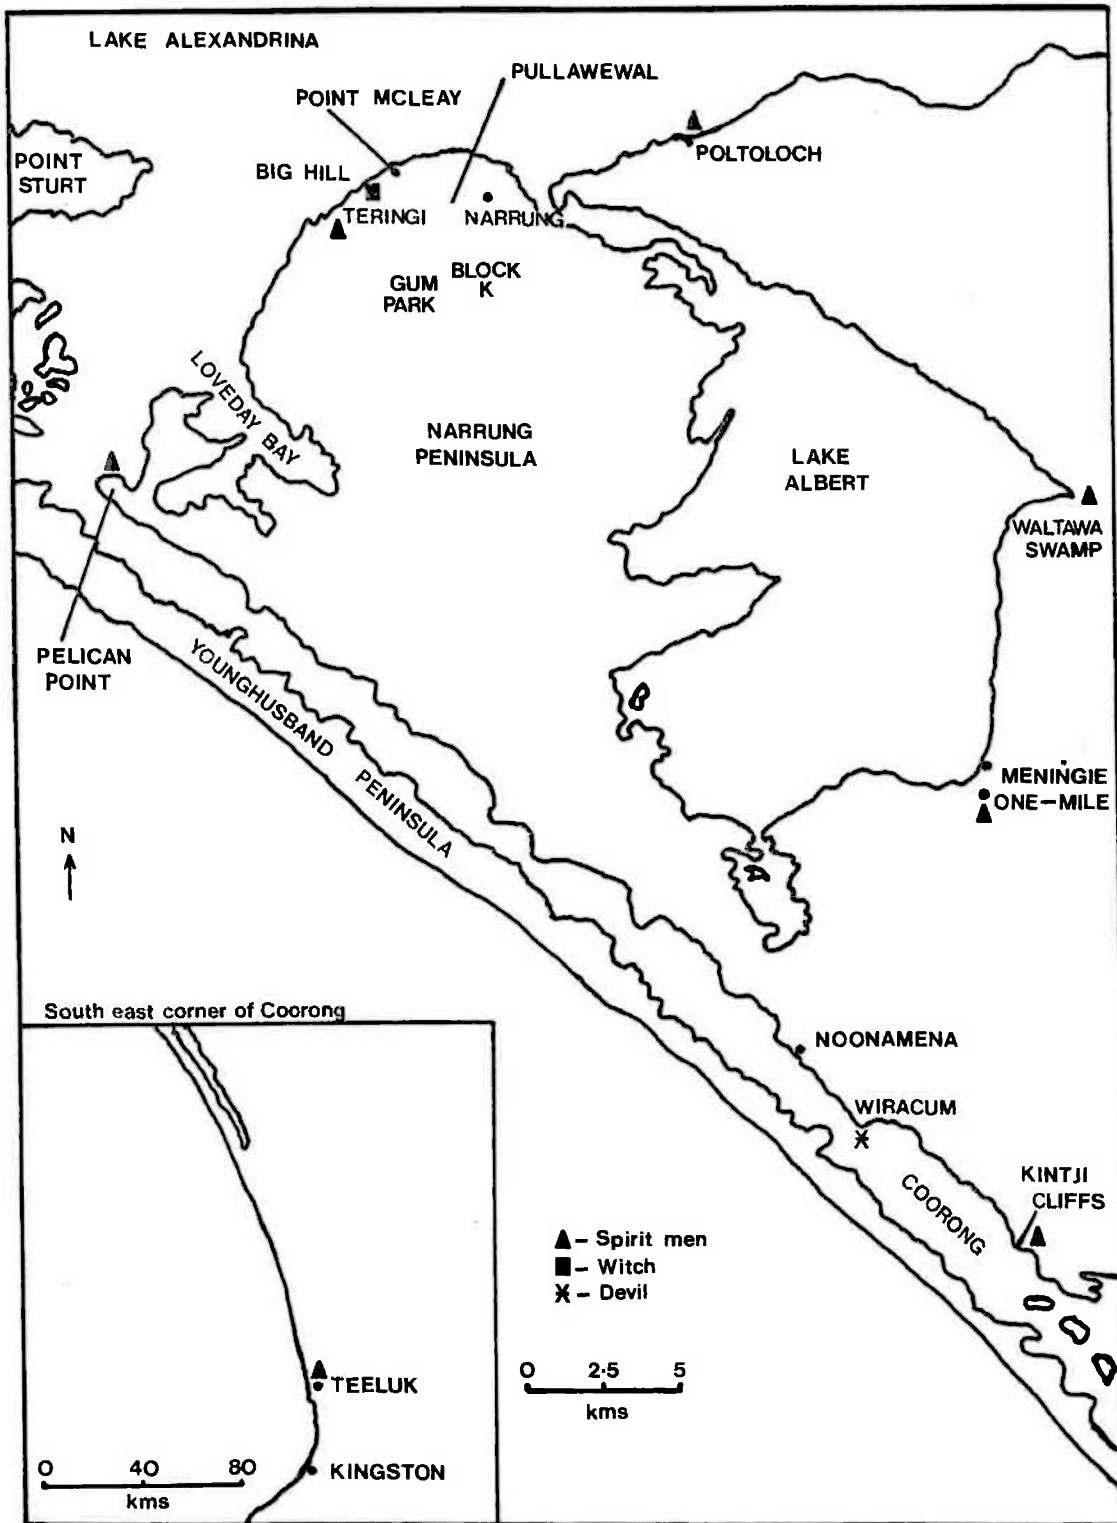 LAKE ALEXANDRINA
PULLAWEWAL
POINT MCLEAY
POLTOLOCH
POINT
STURT
BIG HILL
TERINGI
NARRUNG
GUM
PARK
BLOCK
K
LOVEDAY BAY
NARRUNG
PENINSULA
LAKE
ALBERT
WALTAWA
SWAMP
PELICAN
POINT
YOUNGHUSBAND PENINSULA
MENINGIE
ONE-MILE
N
South east corner of Coorong
NOONAMENA
WIRACUM
KINTJI
CLIFFS
COORONG
▲ - Spirit men
■ - Witch
✳ - Devil
0 2·5 5
kms
TEELUK
KINGSTON
0 40 80
kms